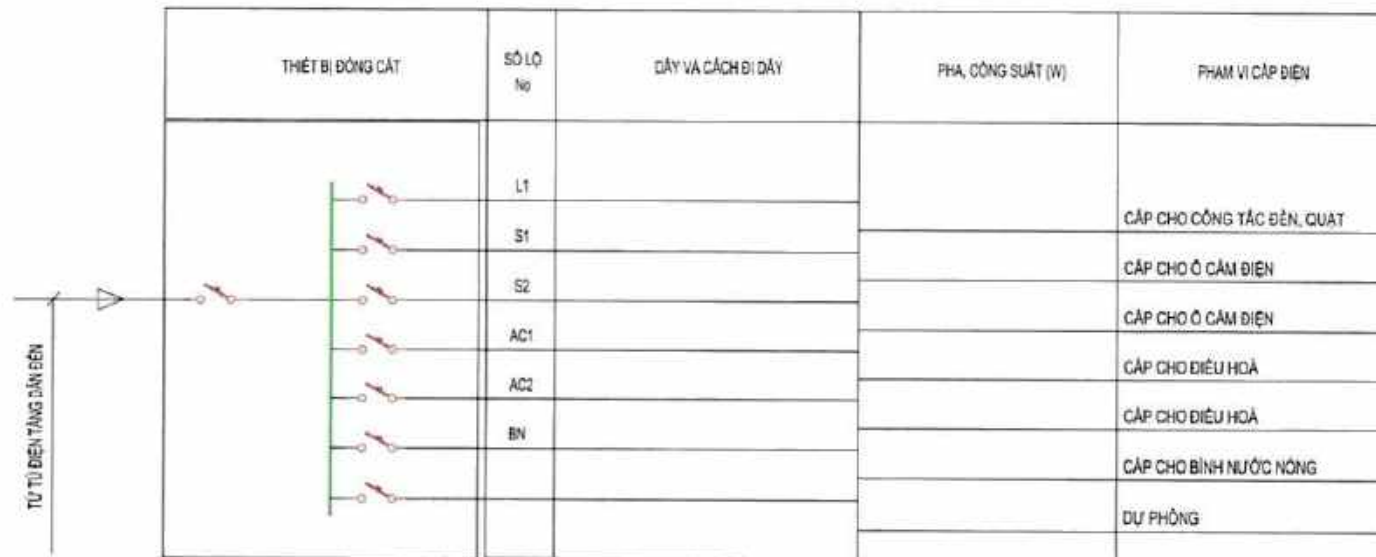 THIẾT BỊ ĐÓNG CẮT
SỐ LỘ
No
DÂY VÀ CÁCH ĐI DÂY
PHA, CÔNG SUẤT (W)
PHẠM VI CẤP ĐIỆN
L1
CẤP CHO CÔNG TẮC ĐÈN, QUẠT
S1
CẤP CHO Ổ CẮM ĐIỆN
S2
CẤP CHO Ổ CẮM ĐIỆN
AC1
CẤP CHO ĐIỀU HOÀ
AC2
CẤP CHO ĐIỀU HOÀ
BN
CẤP CHO BÌNH NƯỚC NÓNG
DỰ PHÒNG
TỪ TỦ ĐIỆN TẦNG DẪN ĐẾN